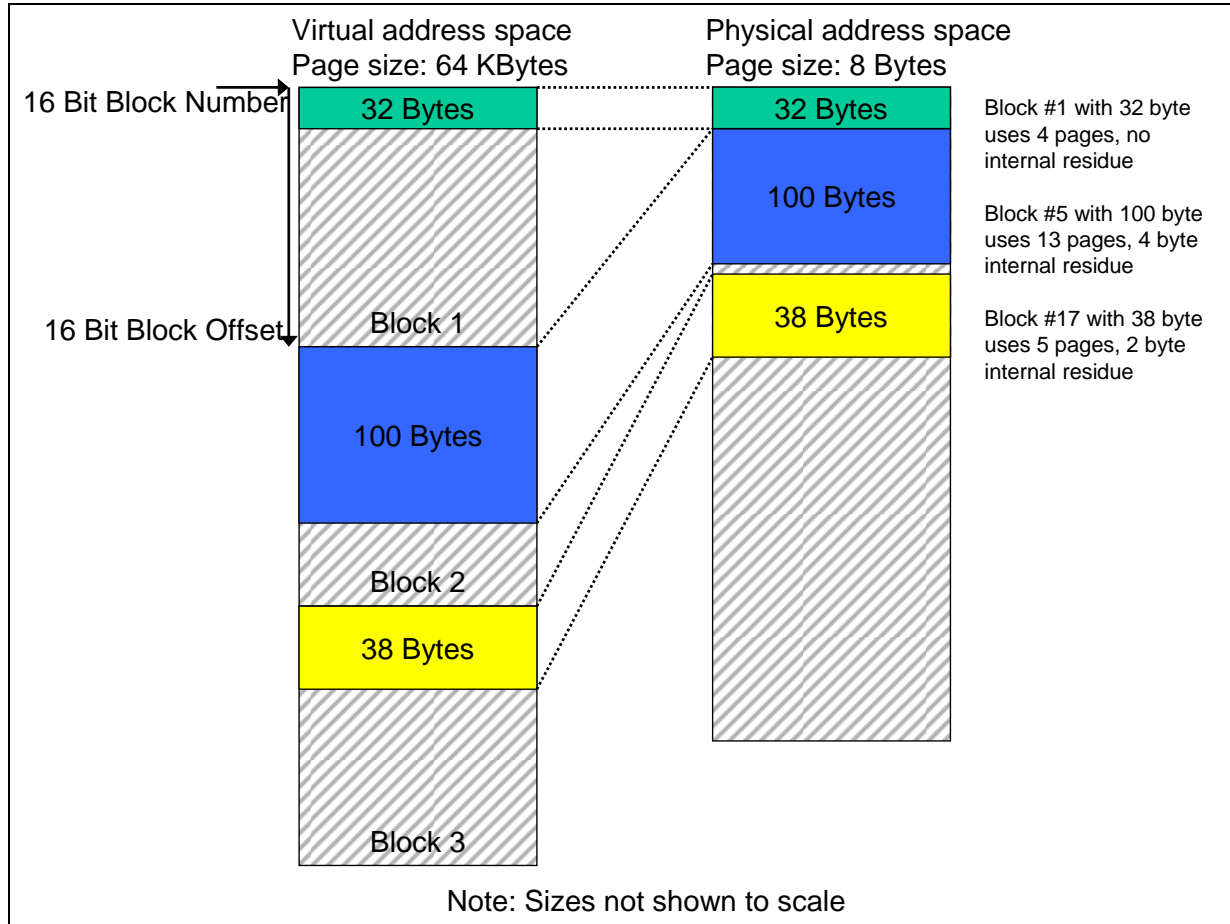 Virtual address space
Page size: 64 KBytes
Physical address space
Page size: 8 Bytes
16 Bit Block Number
32 Bytes
32 Bytes
Block #1 with 32 byte
uses 4 pages, no
internal residue
100 Bytes
Block #5 with 100 byte
uses 13 pages, 4 byte
internal residue
Block 1
16 Bit Block Offset
38 Bytes
Block #17 with 38 byte
uses 5 pages, 2 byte
internal residue
100 Bytes
Block 2
38 Bytes
Block 3
Note: Sizes not shown to scale